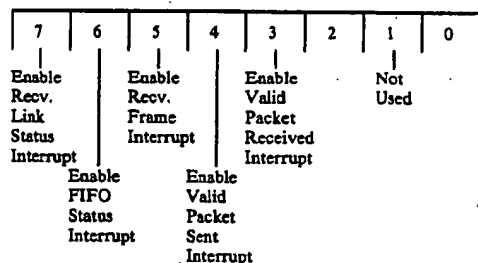 7 6 5 4 3 2 1 0
Enable Enable Enable Not
Recv. Recv. Valid Used
Link Frame Packet
Status Interrupt Received
Interrupt Interrupt
Enable Enable
FIFO Valid
Status Packet
Interrupt Sent
Interrupt